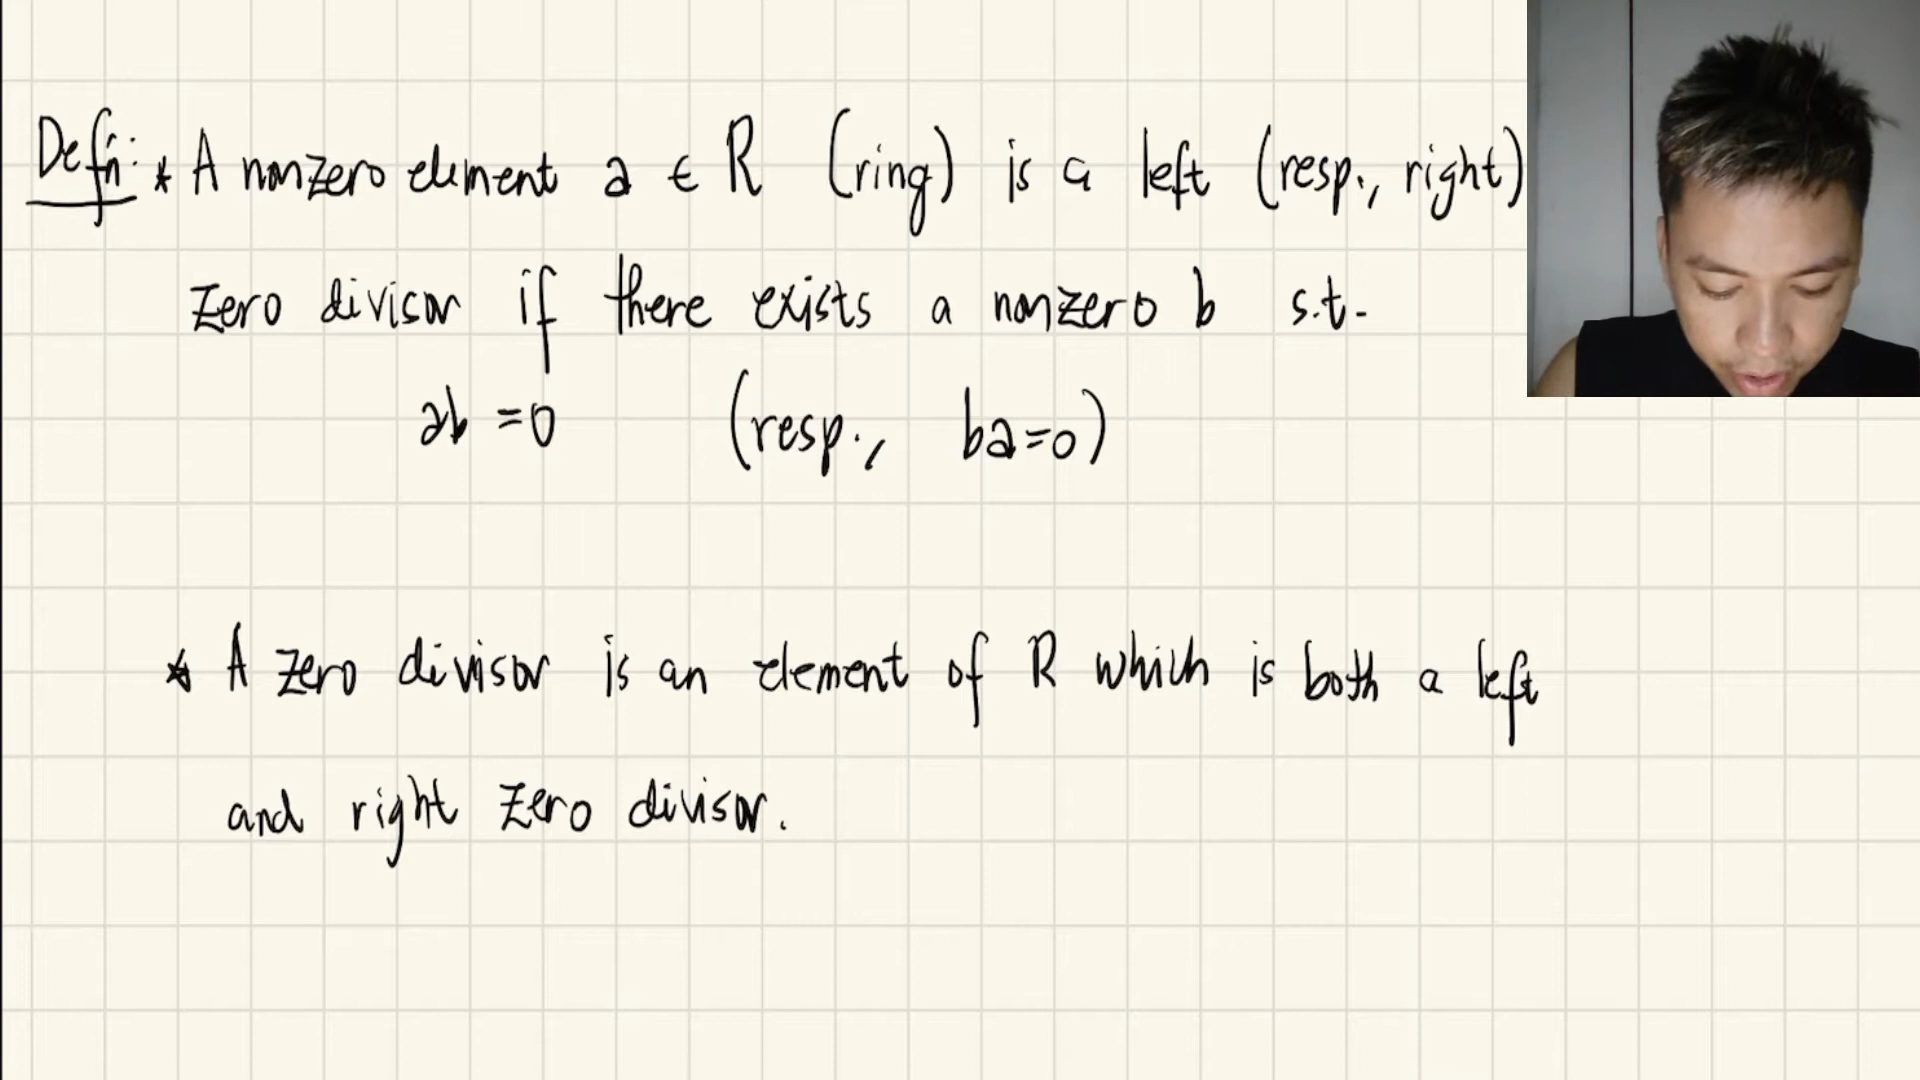 Defn: * A nonzero element a ∈ R (ring) is a left (resp., right)
zero divisor if there exists a nonzero b s.t.
ab = 0 (resp., ba = 0)
* A zero divisor is an element of R which is both a left
and right zero divisor.